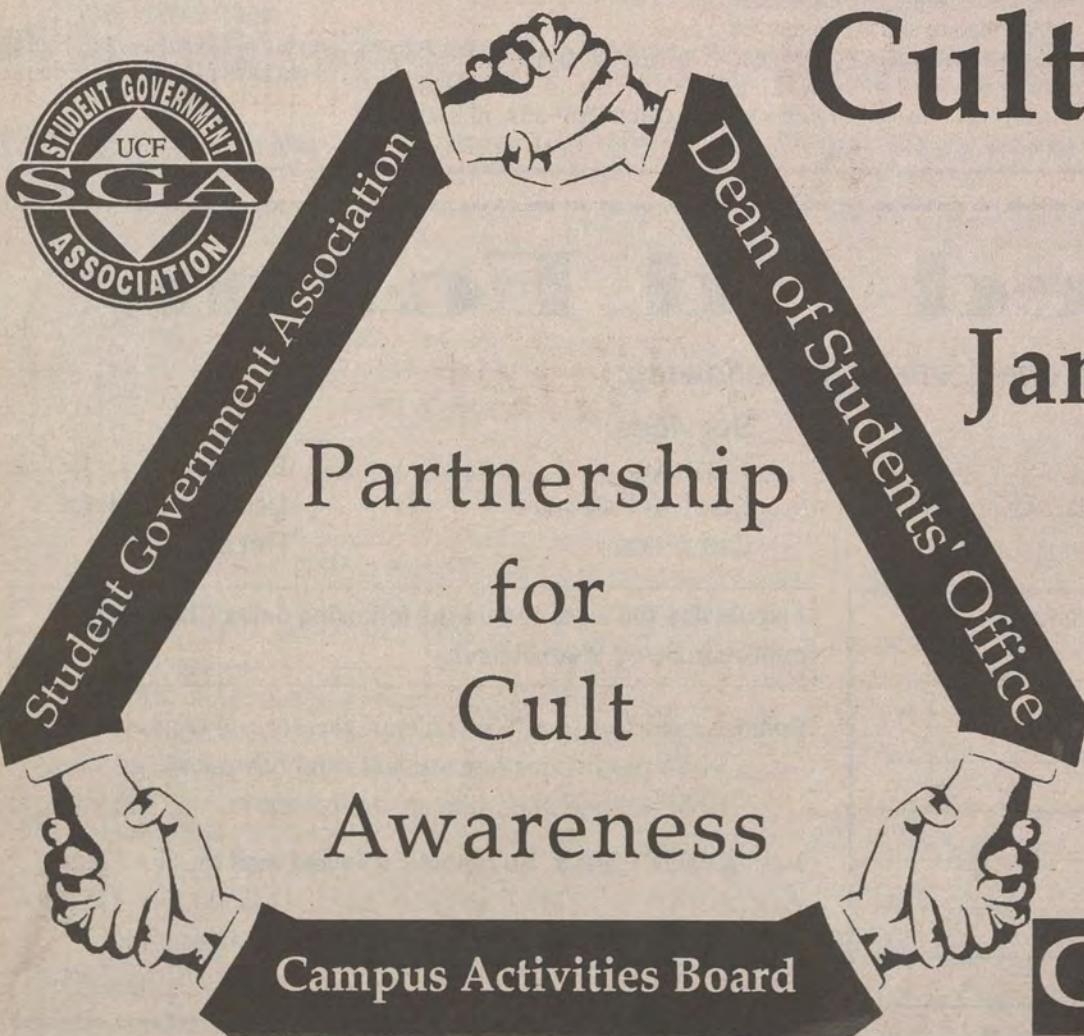 Cult
STUDENT GOVERNMENT
UCF
SGA
ASSOCIATION
Student Government Association
Dean of Students' Office
Jan
Partnership
for
Cult
Awareness
Campus Activities Board
C